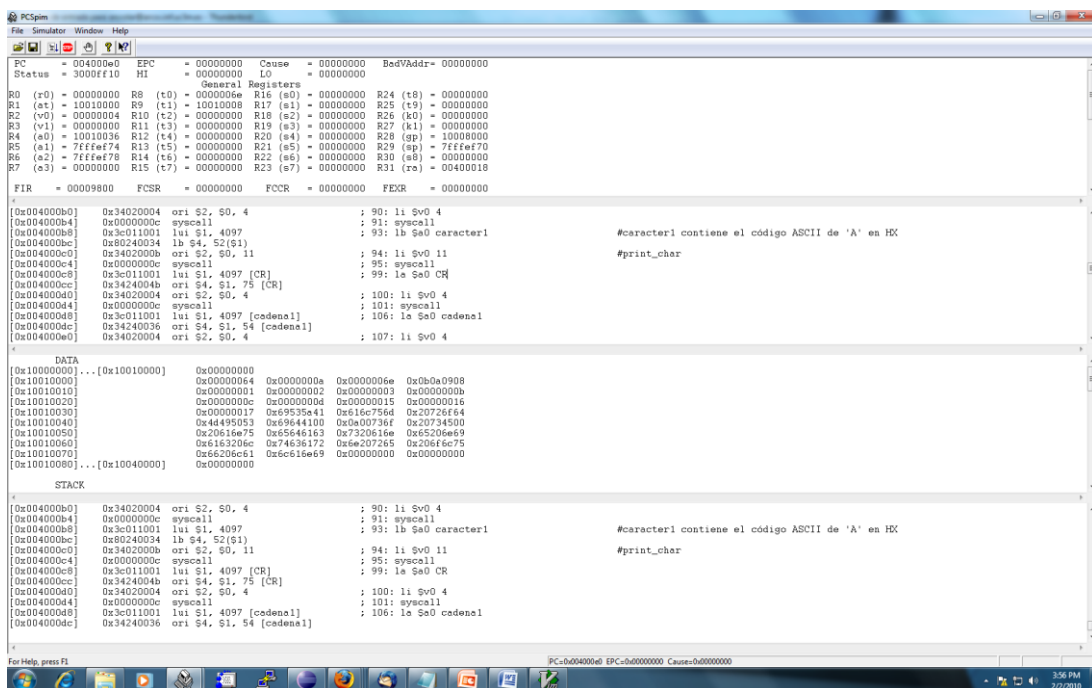 PCSpim
File Simulator Window Help
PC = 004000e0 EPC = 00000000 Cause = 00000000 BadVAddr= 00000000
Status = 3000ff10 HI = 00000000 LO = 00000000
General Registers
R0 (r0) = 00000000 R8 (t0) = 0000006e R16 (s0) = 00000000 R24 (t8) = 00000000
R1 (at) = 10010000 R9 (t1) = 10010008 R17 (s1) = 00000000 R25 (t9) = 00000000
R2 (v0) = 00000004 R10 (t2) = 00000000 R18 (s2) = 00000000 R26 (k0) = 00000000
R3 (v1) = 00000000 R11 (t3) = 00000000 R19 (s3) = 00000000 R27 (k1) = 00000000
R4 (a0) = 10010036 R12 (t4) = 00000000 R20 (s4) = 00000000 R28 (gp) = 10008000
R5 (a1) = 7fffef74 R13 (t5) = 00000000 R21 (s5) = 00000000 R29 (sp) = 7fffef70
R6 (a2) = 7fffef78 R14 (t6) = 00000000 R22 (s6) = 00000000 R30 (s8) = 00000000
R7 (a3) = 00000000 R15 (t7) = 00000000 R23 (s7) = 00000000 R31 (ra) = 00400018
FIR = 00009800 FCSR = 00000000 FCCR = 00000000 FEXR = 00000000
[0x004000b0] 0x34020004 ori $2, $0, 4 ; 90: li $v0 4
[0x004000b4] 0x0000000c syscall ; 91: syscall
[0x004000b8] 0x3c011001 lui $1, 4097 ; 93: lb $a0 caracter1 #caracter1 contiene el código ASCII de 'A' en HX
[0x004000bc] 0x80240034 lb $4, 52($1)
[0x004000c0] 0x3402000b ori $2, $0, 11 ; 94: li $v0 11 #print_char
[0x004000c4] 0x0000000c syscall ; 95: syscall
[0x004000c8] 0x3c011001 lui $1, 4097 [CR] ; 99: la $a0 CR
[0x004000cc] 0x3424004b ori $4, $1, 75 [CR]
[0x004000d0] 0x34020004 ori $2, $0, 4 ; 100: li $v0 4
[0x004000d4] 0x0000000c syscall ; 101: syscall
[0x004000d8] 0x3c011001 lui $1, 4097 [cadena1] ; 106: la $a0 cadena1
[0x004000dc] 0x34240036 ori $4, $1, 54 [cadena1]
[0x004000e0] 0x34020004 ori $2, $0, 4 ; 107: li $v0 4
DATA
[0x10000000]...[0x10010000] 0x00000000
[0x10010000] 0x00000064 0x0000000a 0x0000006e 0x0b0a0908
[0x10010010] 0x00000001 0x00000002 0x00000003 0x0000000b
[0x10010020] 0x0000000c 0x0000000d 0x00000015 0x00000016
[0x10010030] 0x00000017 0x69535a41 0x616c756d 0x20726f64
[0x10010040] 0x4d495053 0x69644100 0x0a00736f 0x20734500
[0x10010050] 0x20616e75 0x65646163 0x7320616e 0x65206e69
[0x10010060] 0x6163206c 0x74636172 0x6e207265 0x206f6c75
[0x10010070] 0x66206c61 0x6c616e69 0x00000000 0x00000000
[0x10010080]...[0x10040000] 0x00000000
STACK
[0x004000b0] 0x34020004 ori $2, $0, 4 ; 90: li $v0 4
[0x004000b4] 0x0000000c syscall ; 91: syscall
[0x004000b8] 0x3c011001 lui $1, 4097 ; 93: lb $a0 caracter1 #caracter1 contiene el código ASCII de 'A' en HX
[0x004000bc] 0x80240034 lb $4, 52($1)
[0x004000c0] 0x3402000b ori $2, $0, 11 ; 94: li $v0 11 #print_char
[0x004000c4] 0x0000000c syscall ; 95: syscall
[0x004000c8] 0x3c011001 lui $1, 4097 [CR] ; 99: la $a0 CR
[0x004000cc] 0x3424004b ori $4, $1, 75 [CR]
[0x004000d0] 0x34020004 ori $2, $0, 4 ; 100: li $v0 4
[0x004000d4] 0x0000000c syscall ; 101: syscall
[0x004000d8] 0x3c011001 lui $1, 4097 [cadena1] ; 106: la $a0 cadena1
[0x004000dc] 0x34240036 ori $4, $1, 54 [cadena1]
For Help, press F1 PC=0x004000e0 EPC=0x00000000 Cause=0x00000000
3:56 PM
2/2/2010